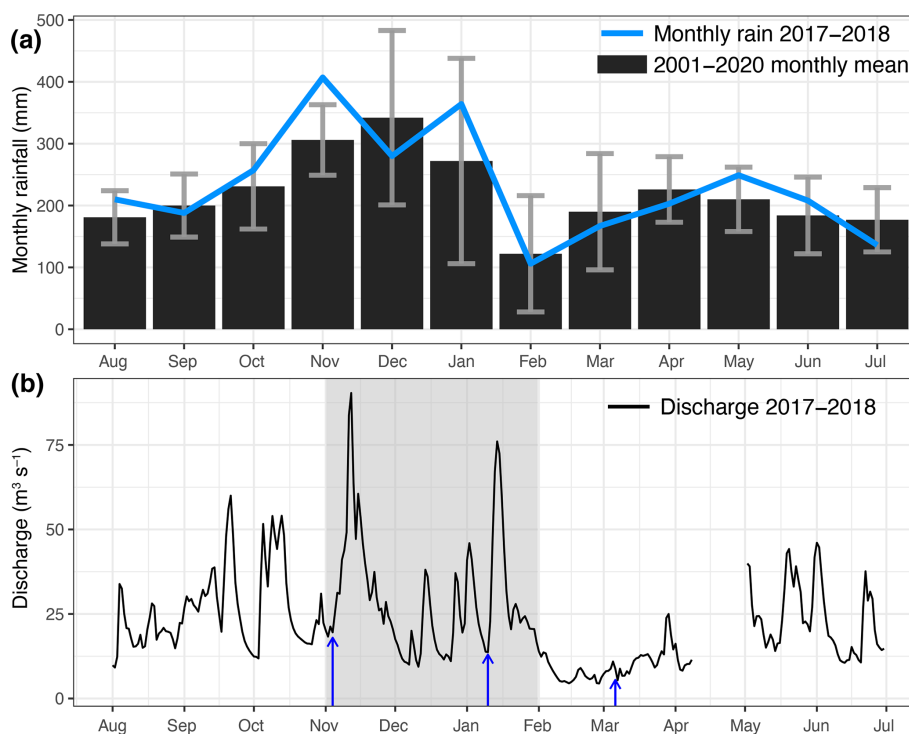 (a)
Monthly rainfall (mm)
500
400
300
200
100
0
Monthly rain 2017−2018
2001−2020 monthly mean
Aug Sep Oct Nov Dec Jan Feb Mar Apr May Jun Jul
(b)
Discharge (m³ s⁻¹)
75
50
25
0
Discharge 2017−2018
Aug Sep Oct Nov Dec Jan Feb Mar Apr May Jun Jul